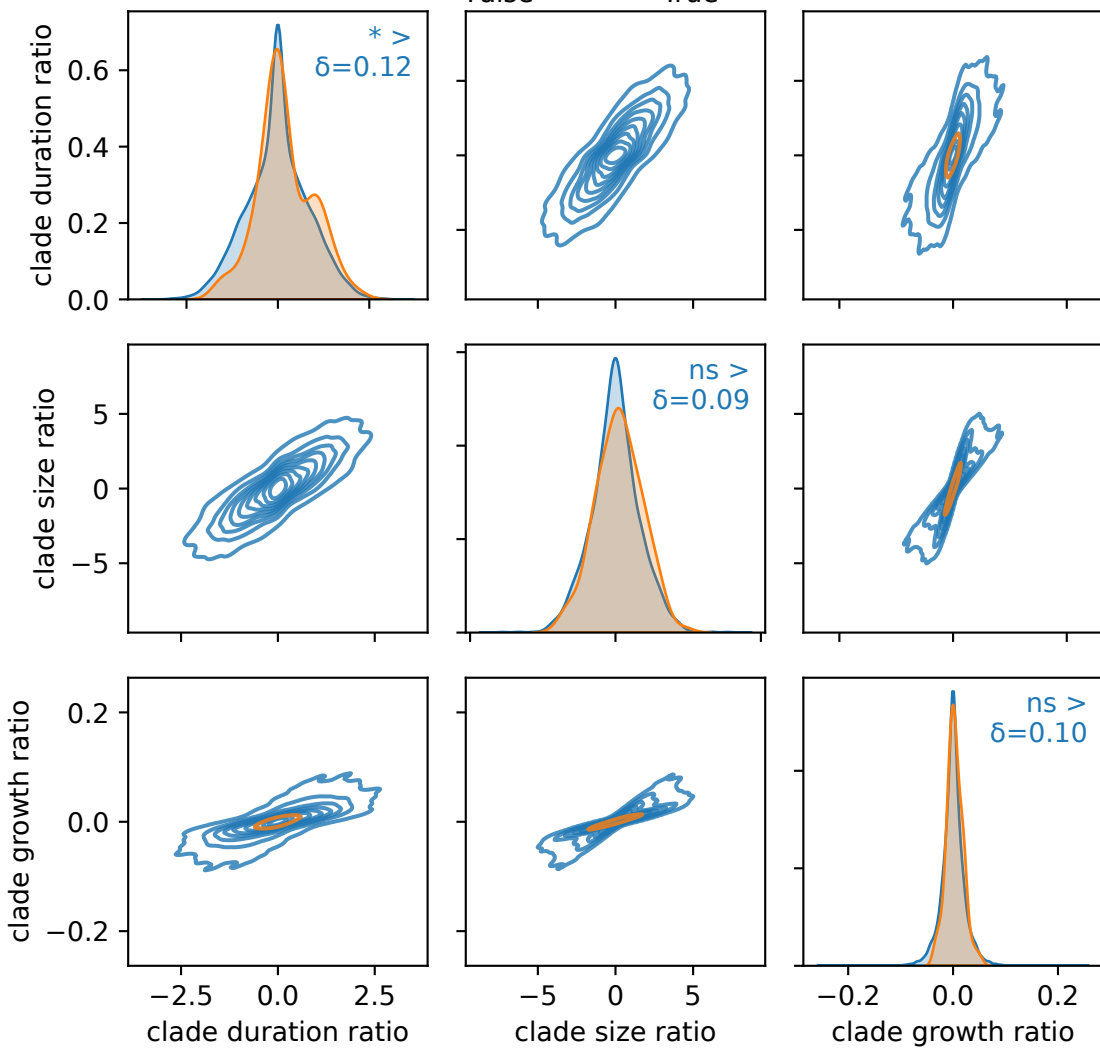 clade duration ratio
0.6
0.4
0.2
0.0
* >
δ=0.12
clade size ratio
5
0
−5
ns >
δ=0.09
clade growth ratio
0.2
0.0
−0.2
ns >
δ=0.10
−2.5 0.0 2.5
−5 0 5
−0.2 0.0 0.2
clade duration ratio
clade size ratio
clade growth ratio